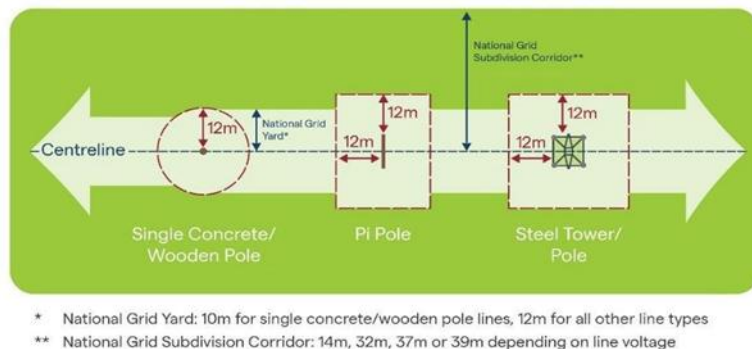 National Grid
Subdivision Corridor**
12m
National Grid
Yard*
12m
12m
12m
12m
Centreline
Single Concrete/
Wooden Pole
Pi Pole
Steel Tower/
Pole
* National Grid Yard: 10m for single concrete/wooden pole lines, 12m for all other line types
** National Grid Subdivision Corridor: 14m, 32m, 37m or 39m depending on line voltage